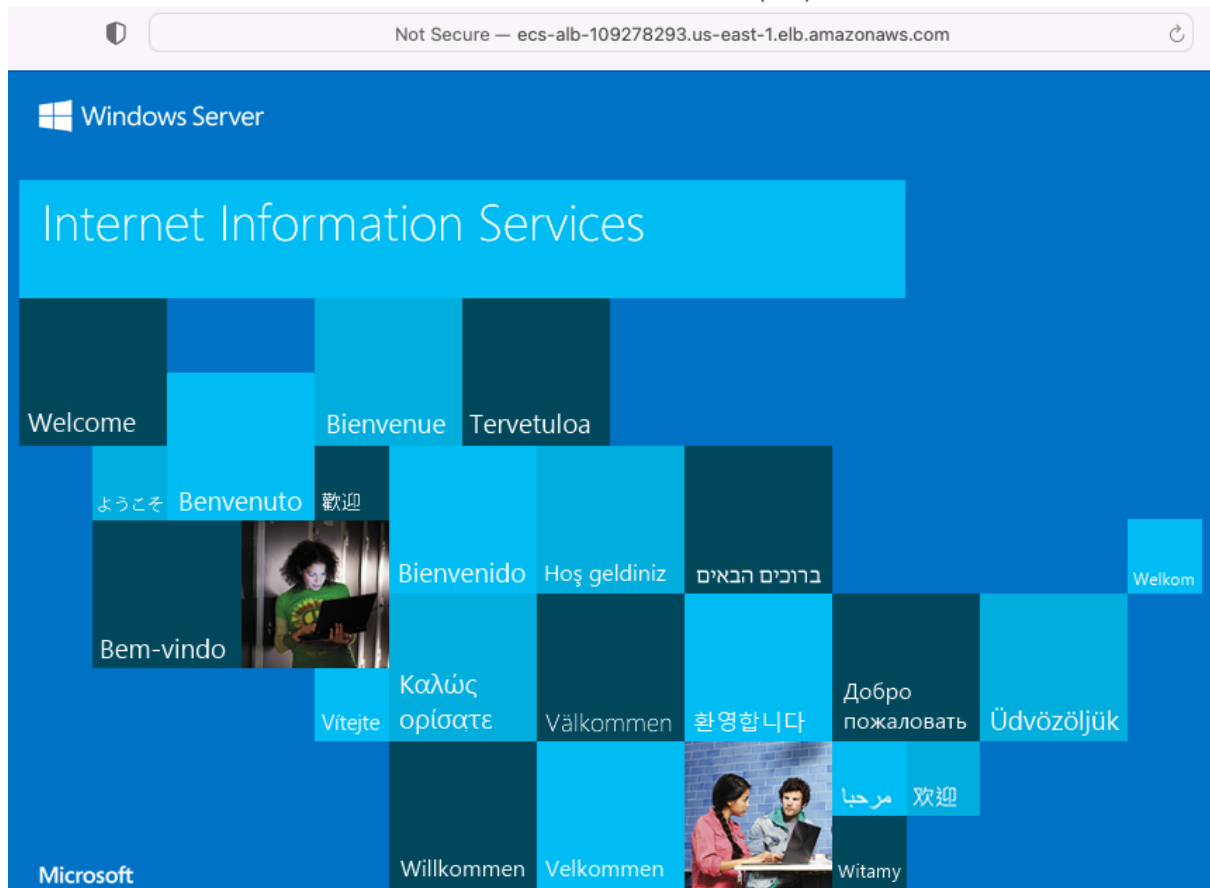 Not Secure — ecs-alb-109278293.us-east-1.elb.amazonaws.com
Windows Server
Internet Information Services
Welcome
Bienvenue
Tervetuloa
ようこそ
Benvenuto
歡迎
Bienvenido
Hoş geldiniz
ברוכים הבאים
Welkom
Bem-vindo
Vítejte
Καλώς
ορίσατε
Välkommen
환영합니다
Добро
пожаловать
Üdvözöljük
مرحبا
欢迎
Willkommen
Velkommen
Witamy
Microsoft